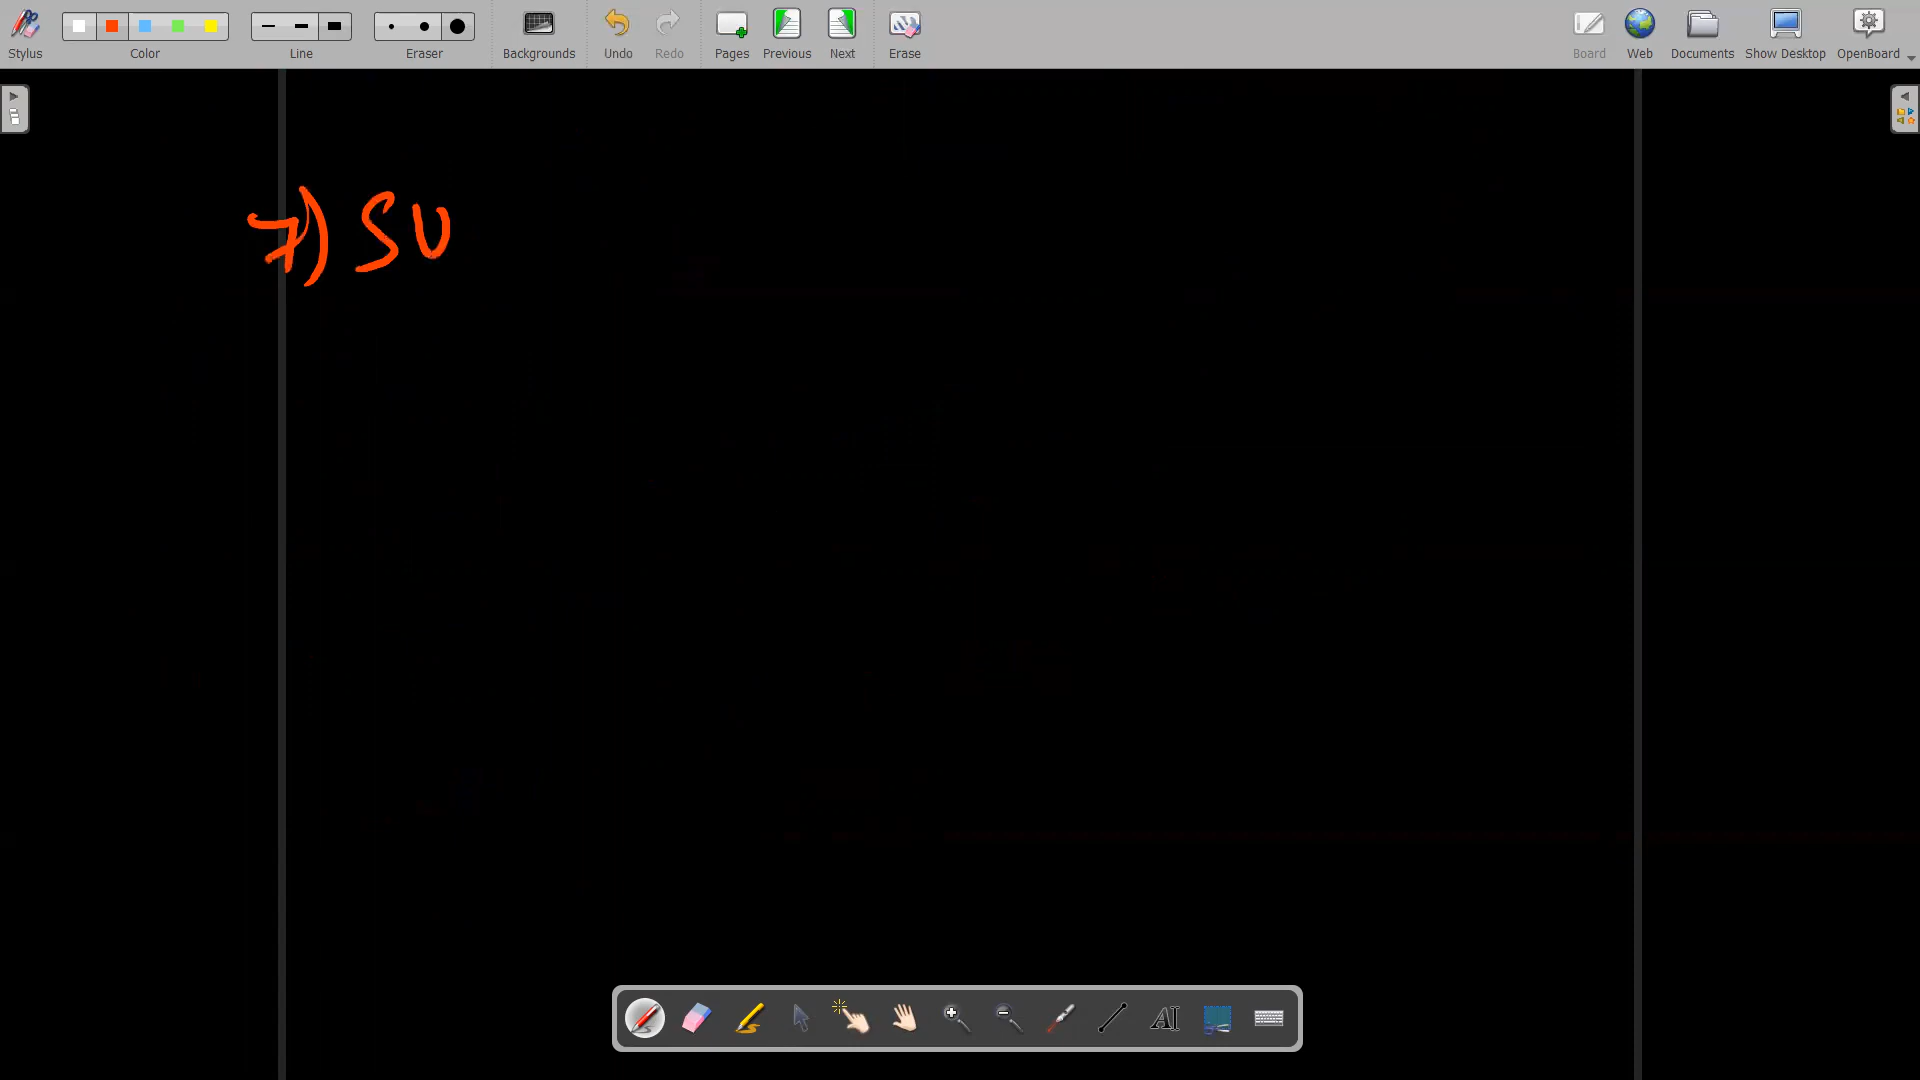 Stylus Color Line Eraser Backgrounds Undo Redo Pages Previous Next Erase Board Web Documents Show Desktop OpenBoard
7) SU
AI